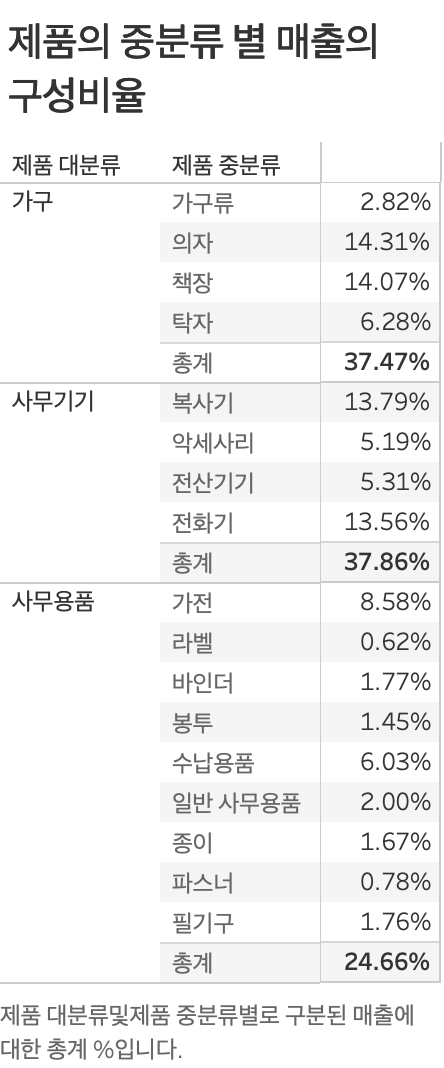 제품의 중분류 별 매출의
구성비율
제품 대분류 제품 중분류
가구 가구류 2.82%
의자 14.31%
책장 14.07%
탁자 6.28%
총계 37.47%
사무기기 복사기 13.79%
악세사리 5.19%
전산기기 5.31%
전화기 13.56%
총계 37.86%
사무용품 가전 8.58%
라벨 0.62%
바인더 1.77%
봉투 1.45%
수납용품 6.03%
일반 사무용품 2.00%
종이 1.67%
파스너 0.78%
필기구 1.76%
총계 24.66%
제품 대분류및제품 중분류별로 구분된 매출에
대한 총계 %입니다.